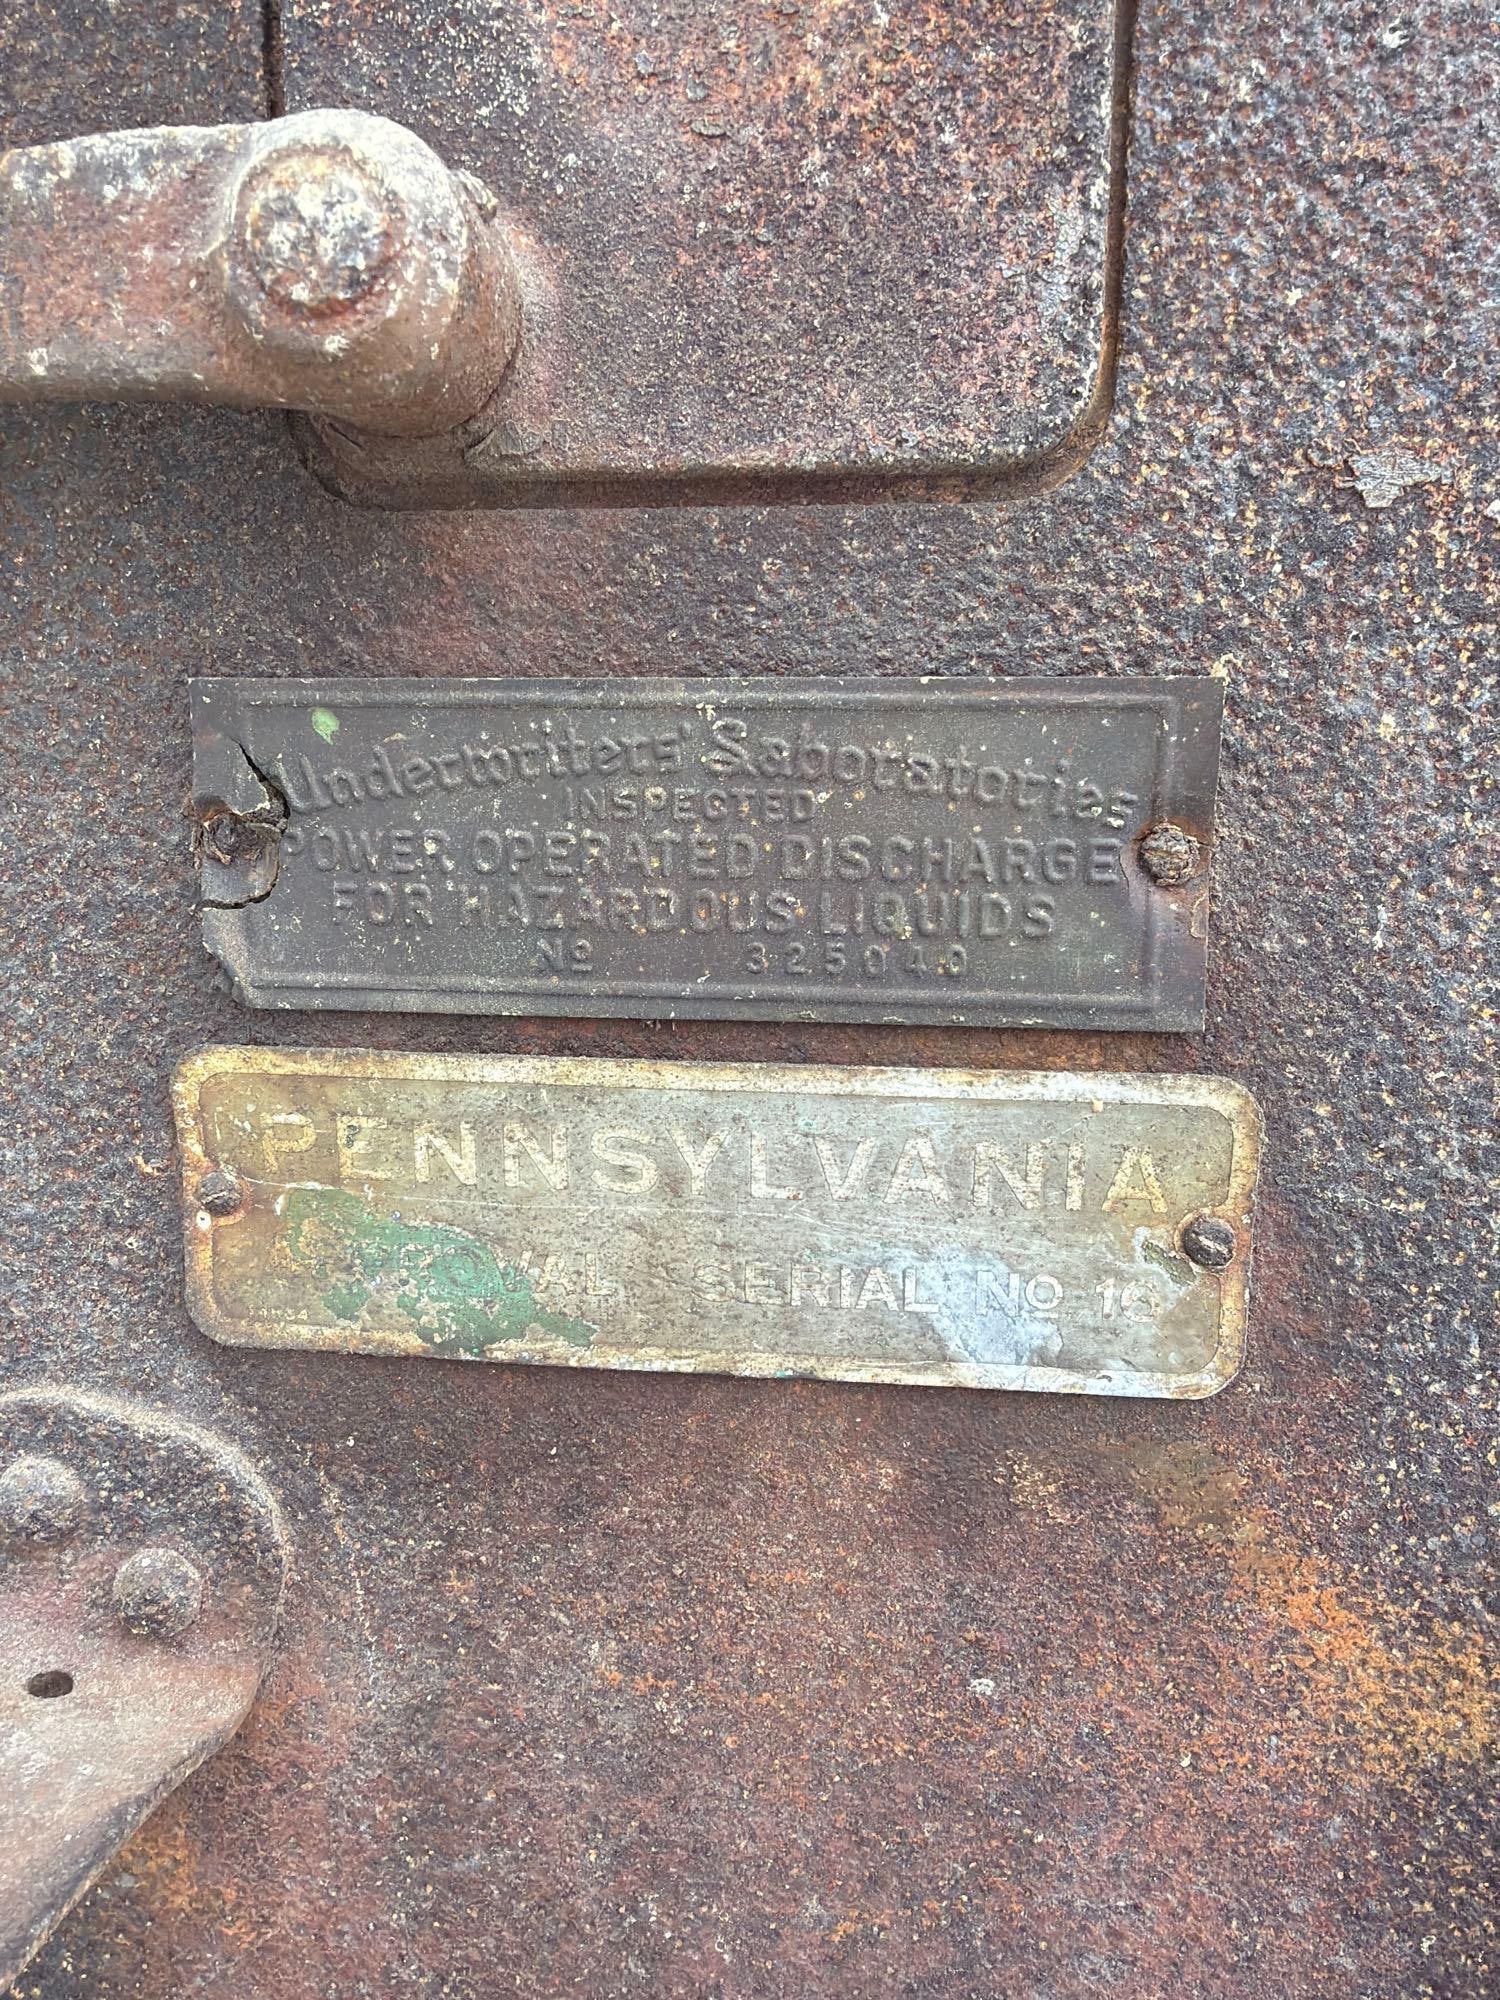 Underwriters' Laboratories
INSPECTED
POWER OPERATED DISCHARGE
FOR HAZARDOUS LIQUIDS
No 325040
PENNSYLVANIA
SERIAL No 16